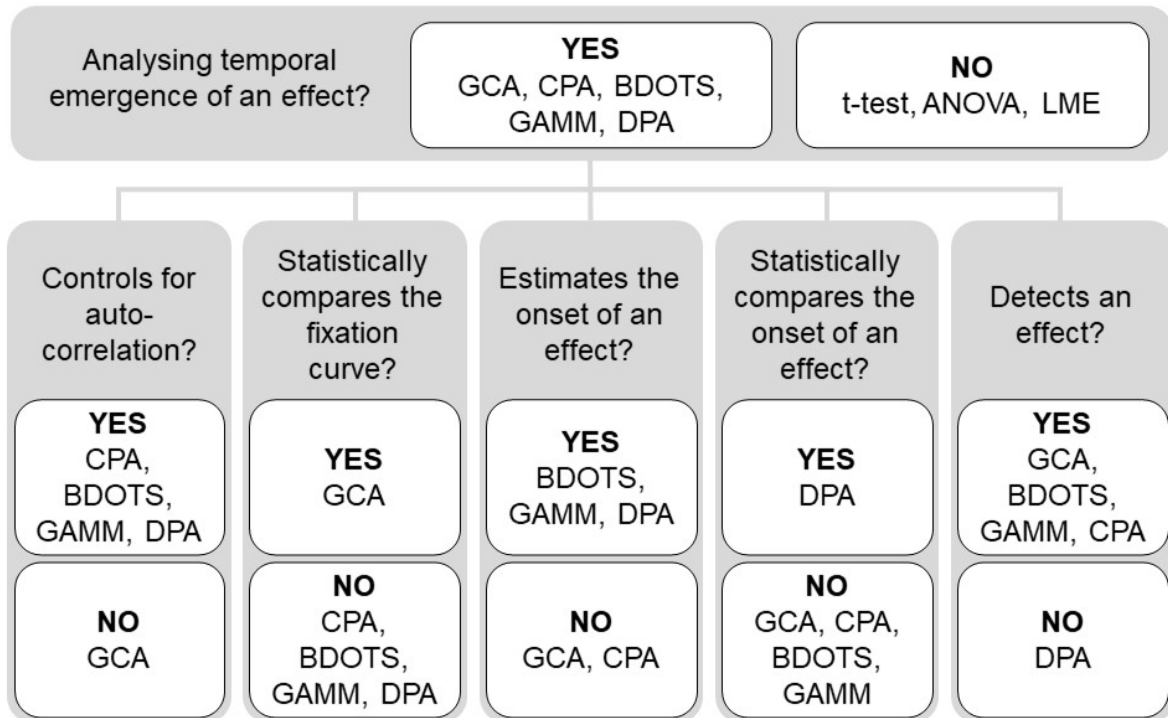 Analysing temporal
emergence of an effect?
YES
GCA, CPA, BDOTS,
GAMM, DPA
NO
t-test, ANOVA, LME
Controls for
auto-
correlation?
YES
CPA,
BDOTS,
GAMM, DPA
NO
GCA
Statistically
compares the
fixation
curve?
YES
GCA
NO
CPA,
BDOTS,
GAMM, DPA
Estimates the
onset of an
effect?
YES
BDOTS,
GAMM, DPA
NO
GCA, CPA
Statistically
compares the
onset of an
effect?
YES
DPA
NO
GCA, CPA,
BDOTS,
GAMM
Detects an
effect?
YES
GCA,
BDOTS,
GAMM, CPA
NO
DPA